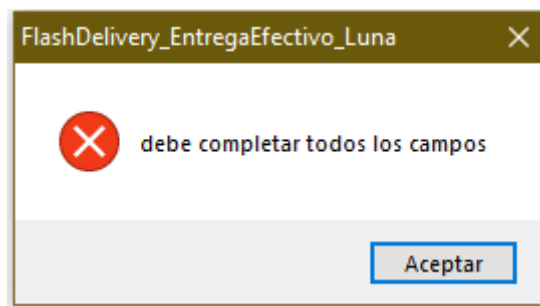 FlashDelivery_EntregaEfectivo_Luna
debe completar todos los campos
Aceptar